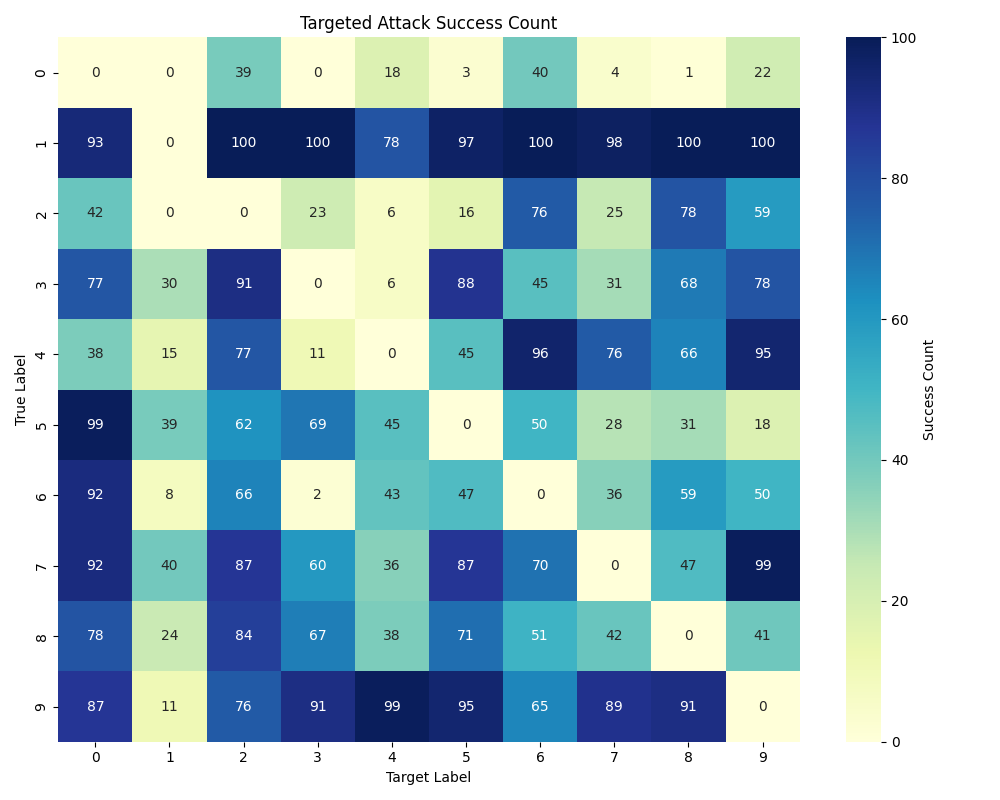 Targeted Attack Success Count
0 0 0 39 0 18 3 40 4 1 22
1 93 0 100 100 78 97 100 98 100 100
2 42 0 0 23 6 16 76 25 78 59
3 77 30 91 0 6 88 45 31 68 78
4 38 15 77 11 0 45 96 76 66 95
5 99 39 62 69 45 0 50 28 31 18
6 92 8 66 2 43 47 0 36 59 50
7 92 40 87 60 36 87 70 0 47 99
8 78 24 84 67 38 71 51 42 0 41
9 87 11 76 91 99 95 65 89 91 0
0 1 2 3 4 5 6 7 8 9
Target Label
True Label
100
80
60
40
20
0
Success Count